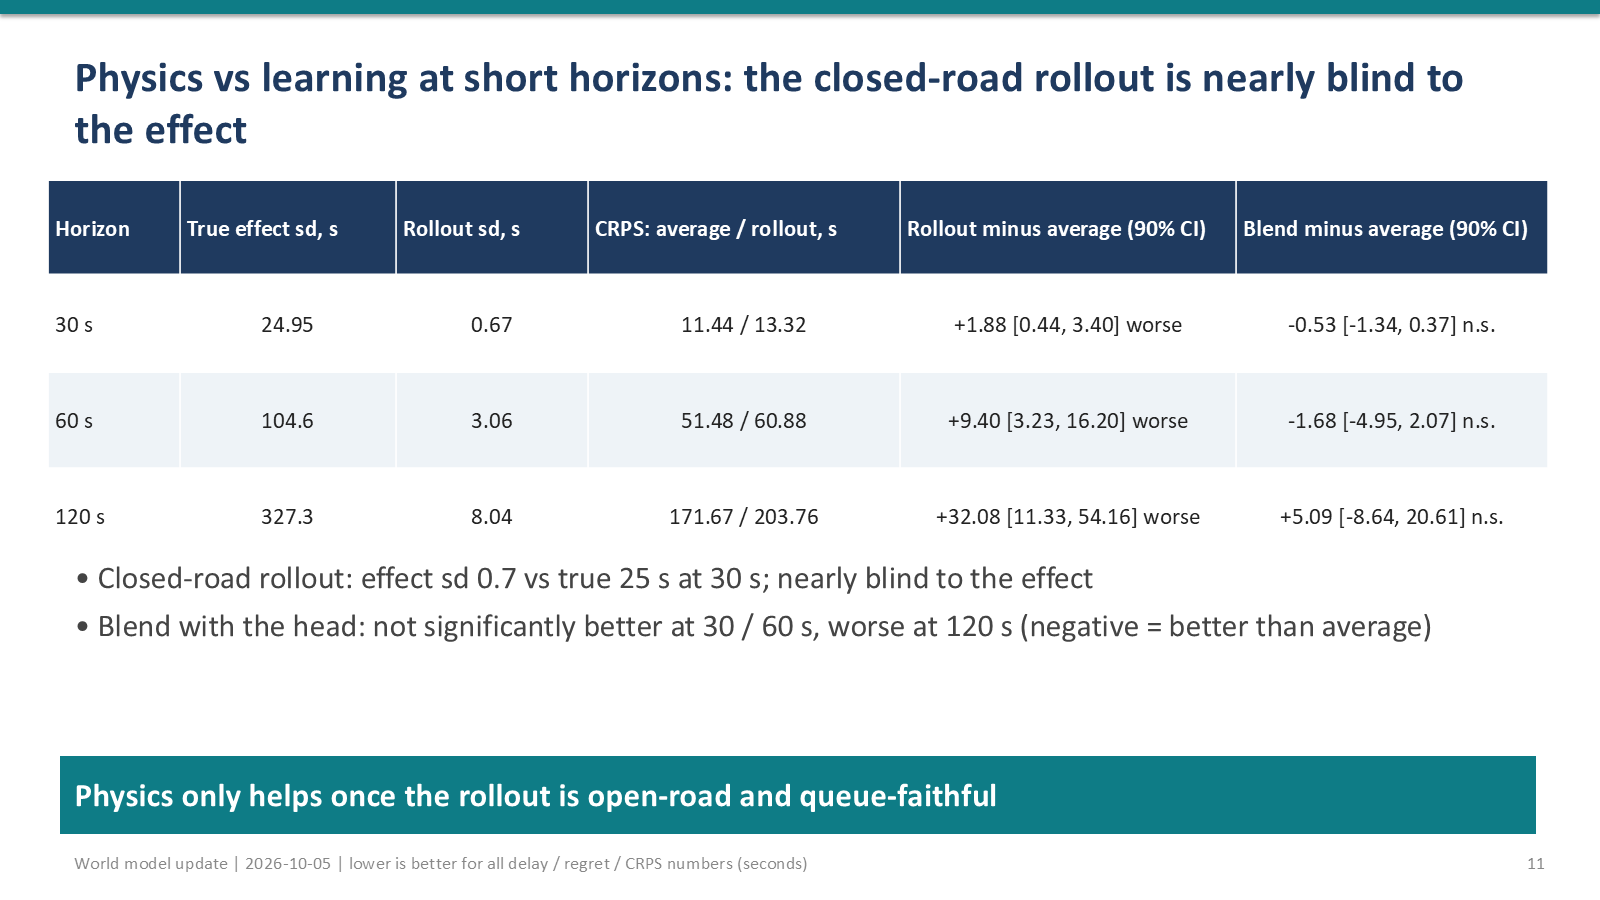 Physics vs learning at short horizons: the closed-road rollout is nearly blind to
the effect
Horizon True effect sd, s Rollout sd, s CRPS: average / rollout, s Rollout minus average (90% CI) Blend minus average (90% CI)
30 s 24.95 0.67 11.44 / 13.32 +1.88 [0.44, 3.40] worse -0.53 [-1.34, 0.37] n.s.
60 s 104.6 3.06 51.48 / 60.88 +9.40 [3.23, 16.20] worse -1.68 [-4.95, 2.07] n.s.
120 s 327.3 8.04 171.67 / 203.76 +32.08 [11.33, 54.16] worse +5.09 [-8.64, 20.61] n.s.
• Closed-road rollout: effect sd 0.7 vs true 25 s at 30 s; nearly blind to the effect
• Blend with the head: not significantly better at 30 / 60 s, worse at 120 s (negative = better than average)
Physics only helps once the rollout is open-road and queue-faithful
World model update | 2026-10-05 | lower is better for all delay / regret / CRPS numbers (seconds) 11